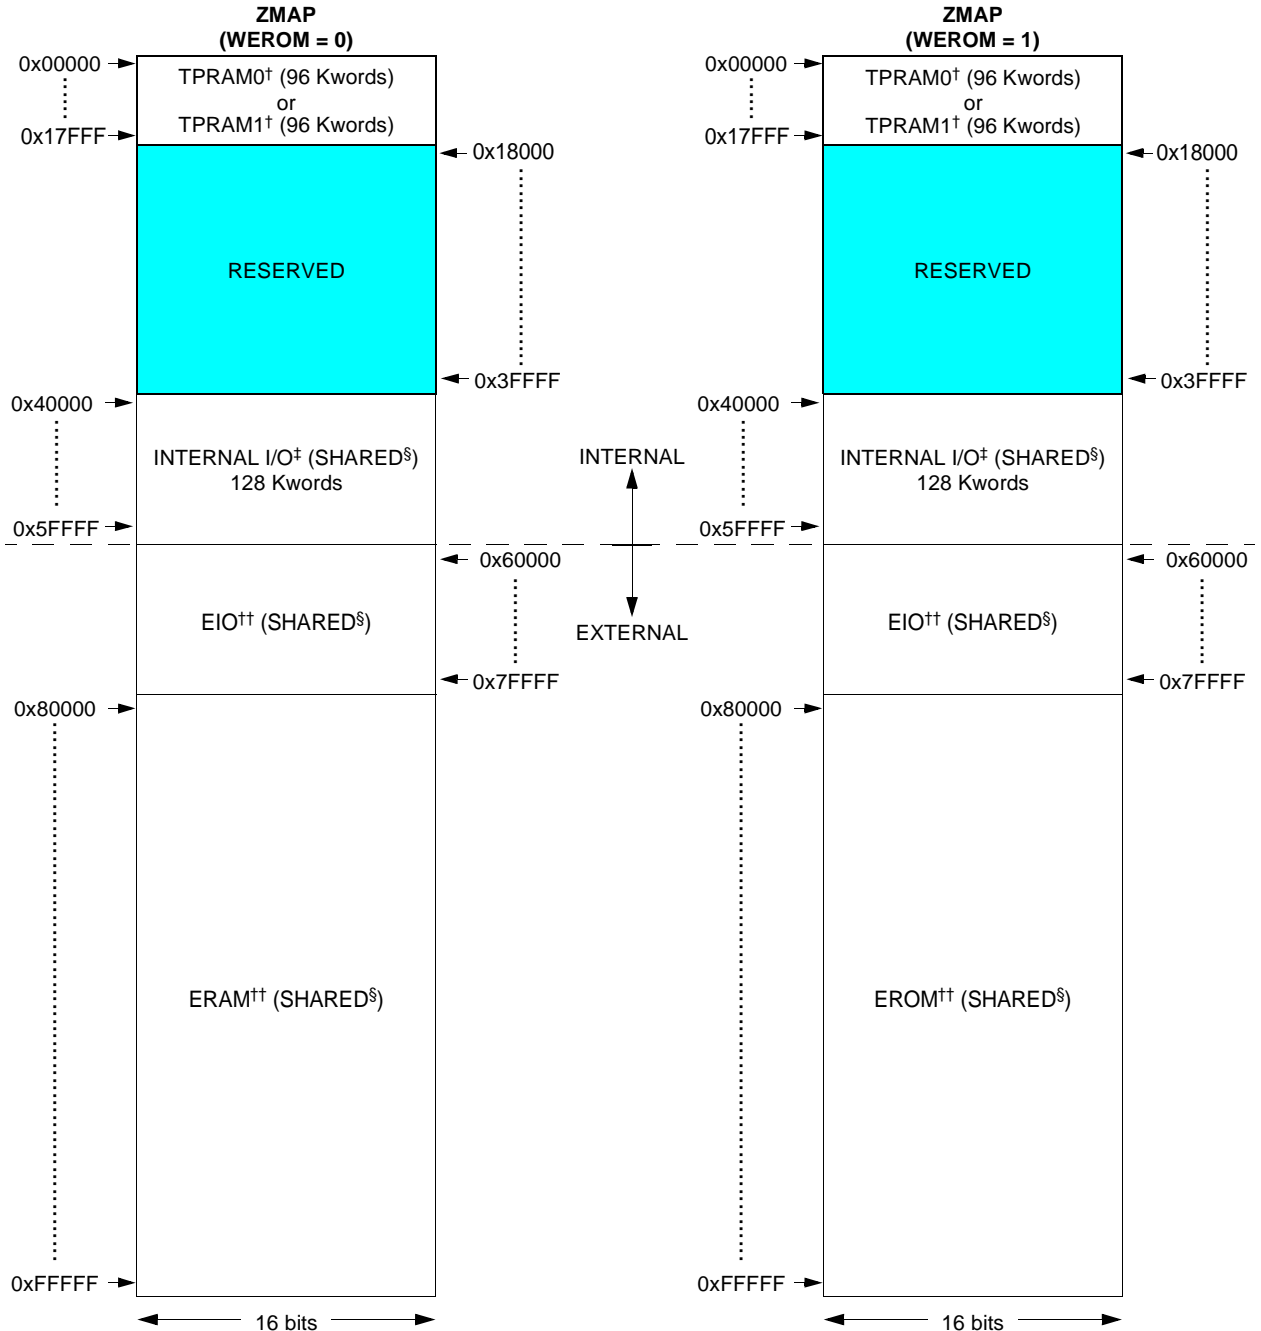 ZMAP
(WEROM = 0)
0x00000
0x17FFF
TPRAM0† (96 Kwords)
or
TPRAM1† (96 Kwords)
0x18000
RESERVED
0x3FFFF
0x40000
INTERNAL I/O‡ (SHARED§)
128 Kwords
0x5FFFF
0x60000
EIO†† (SHARED§)
0x7FFFF
0x80000
ERAM†† (SHARED§)
0xFFFFF
16 bits
INTERNAL
EXTERNAL
ZMAP
(WEROM = 1)
0x00000
0x17FFF
TPRAM0† (96 Kwords)
or
TPRAM1† (96 Kwords)
0x18000
RESERVED
0x3FFFF
0x40000
INTERNAL I/O‡ (SHARED§)
128 Kwords
0x5FFFF
0x60000
EIO†† (SHARED§)
0x7FFFF
0x80000
EROM†† (SHARED§)
0xFFFFF
16 bits